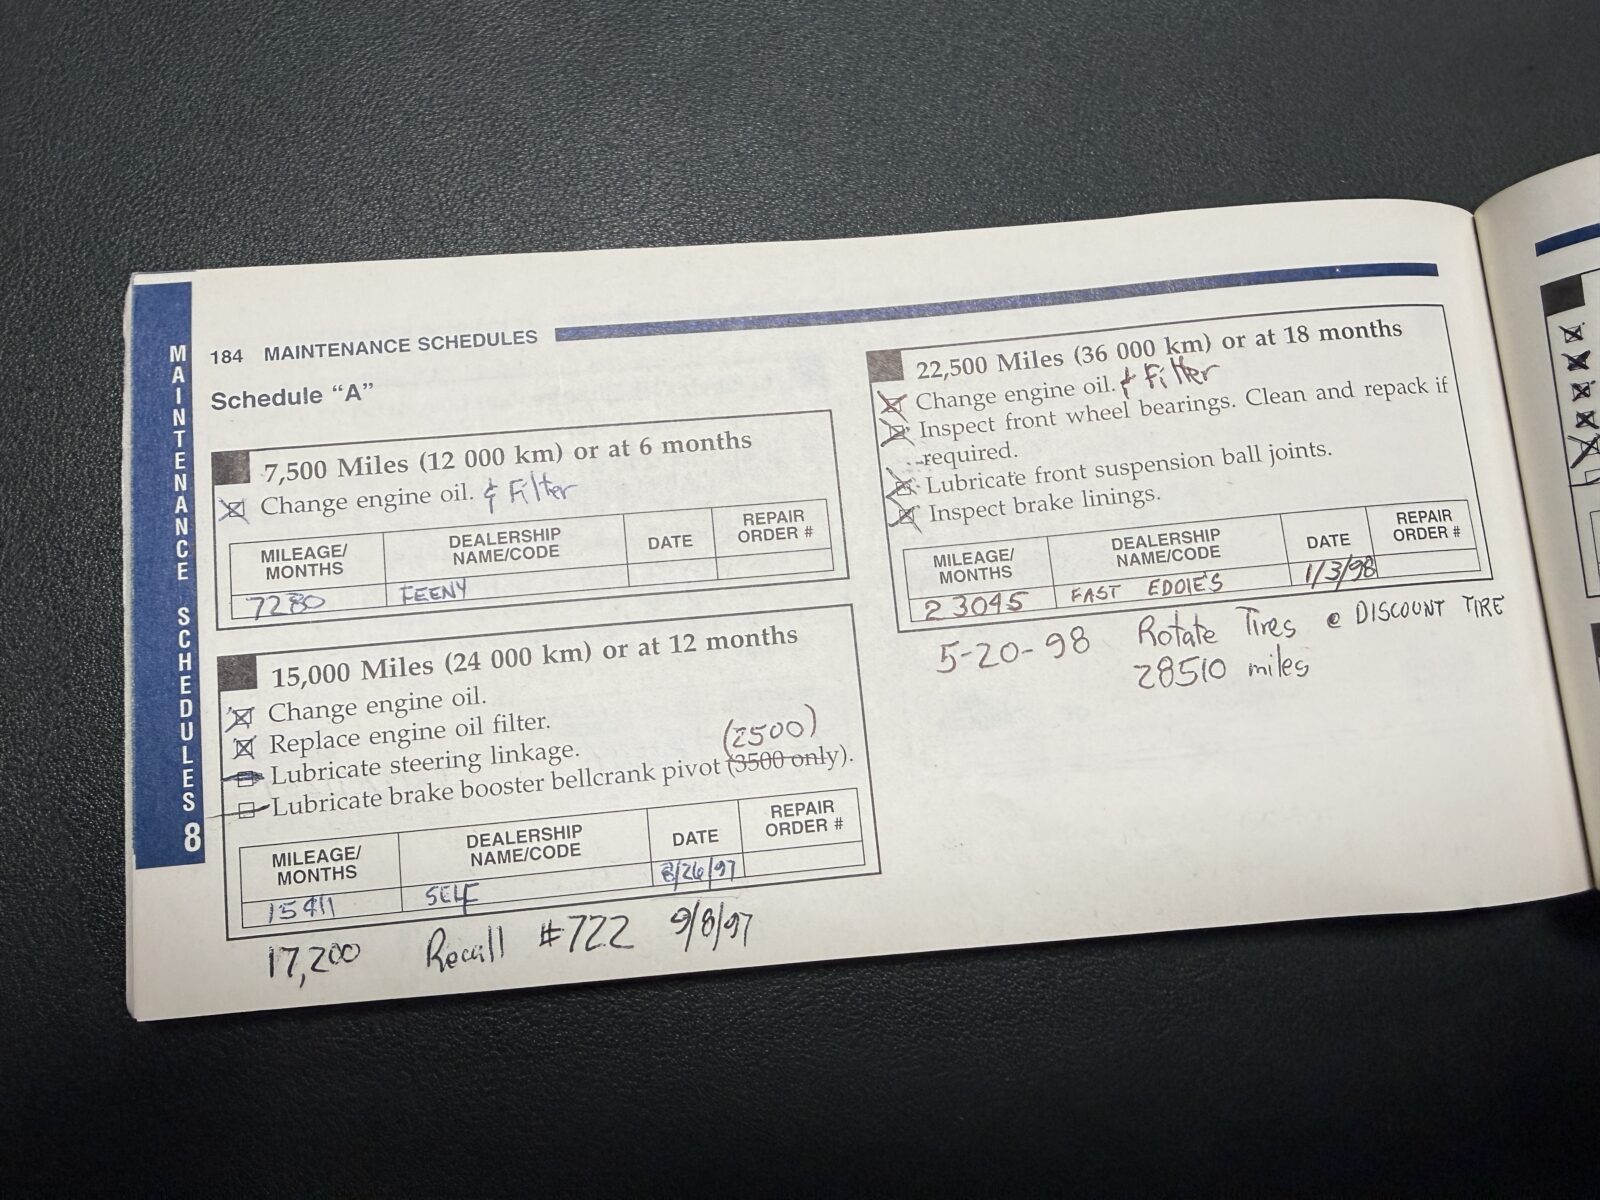 MAINTENANCE SCHEDULES 8
184 MAINTENANCE SCHEDULES
Schedule “A”
7,500 Miles (12 000 km) or at 6 months
Change engine oil. & Filter
MILEAGE/ MONTHS DEALERSHIP NAME/CODE DATE REPAIR ORDER #
7280 FEENY
15,000 Miles (24 000 km) or at 12 months
Change engine oil.
Replace engine oil filter.
Lubricate steering linkage.
(2500)
Lubricate brake booster bellcrank pivot (3500 only).
MILEAGE/ MONTHS DEALERSHIP NAME/CODE DATE REPAIR ORDER #
SELF
17,200 Recall #722 9/8/97
22,500 Miles (36 000 km) or at 18 months
Change engine oil. & Filter
Inspect front wheel bearings. Clean and repack if
required.
Lubricate front suspension ball joints.
Inspect brake linings.
MILEAGE/ MONTHS DEALERSHIP NAME/CODE DATE REPAIR ORDER #
23045 FAST EDDIE'S 1/3/98
5-20-98 Rotate Tires @ DISCOUNT TIRE
28510 miles